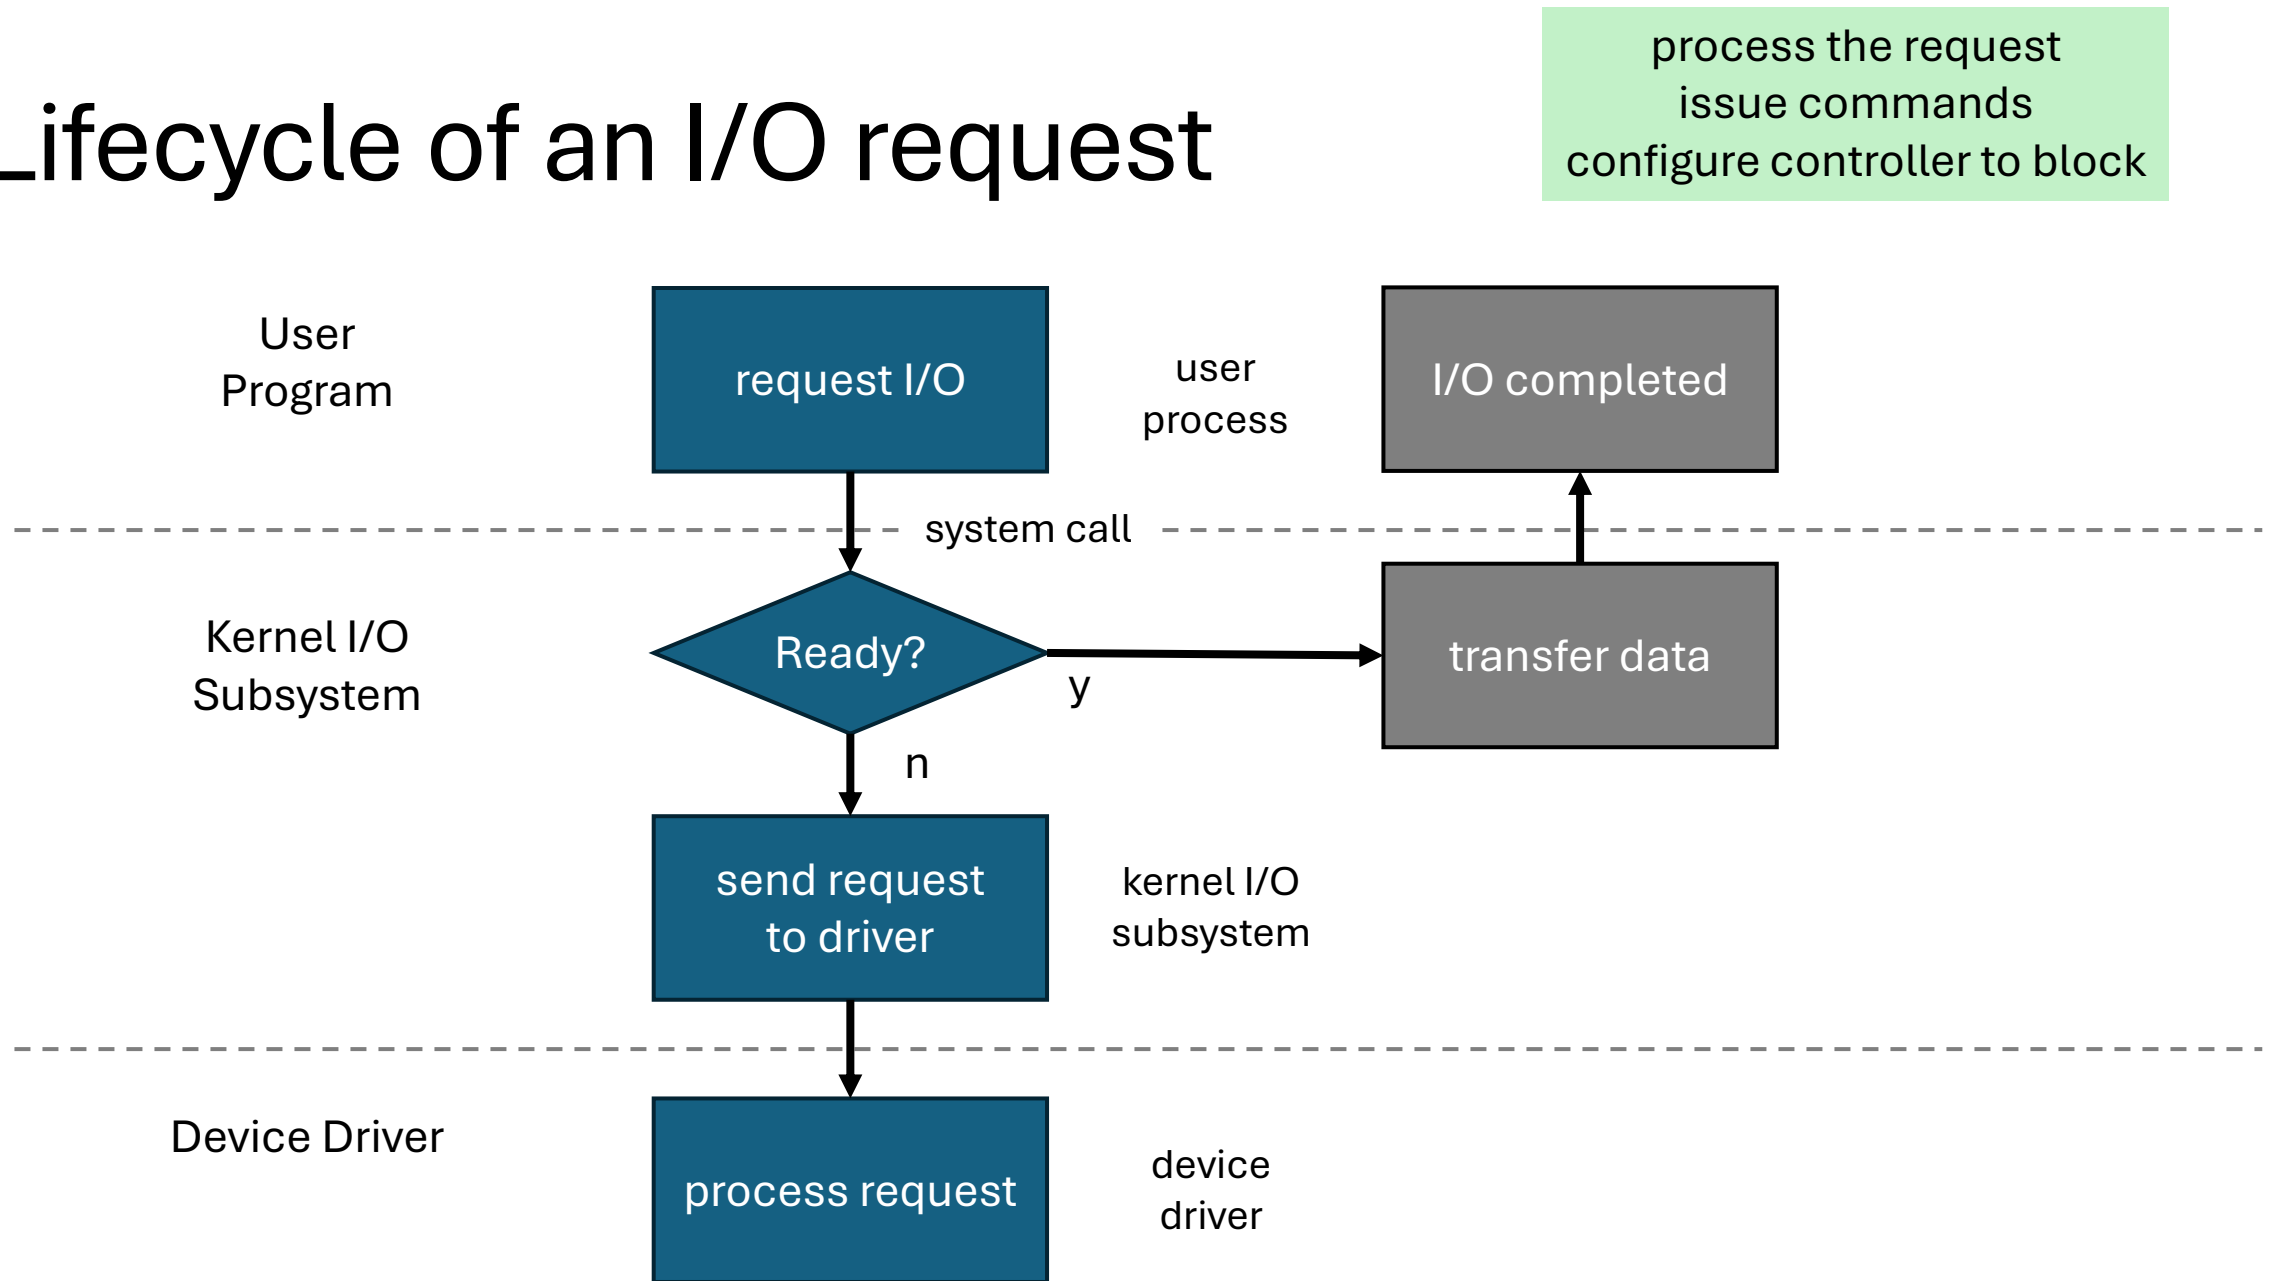 Lifecycle of an I/O request
process the request
issue commands
configure controller to block
User
Program
request I/O
user
process
I/O completed
system call
Kernel I/O
Subsystem
Ready?
y
transfer data
n
send request
to driver
kernel I/O
subsystem
Device Driver
process request
device
driver